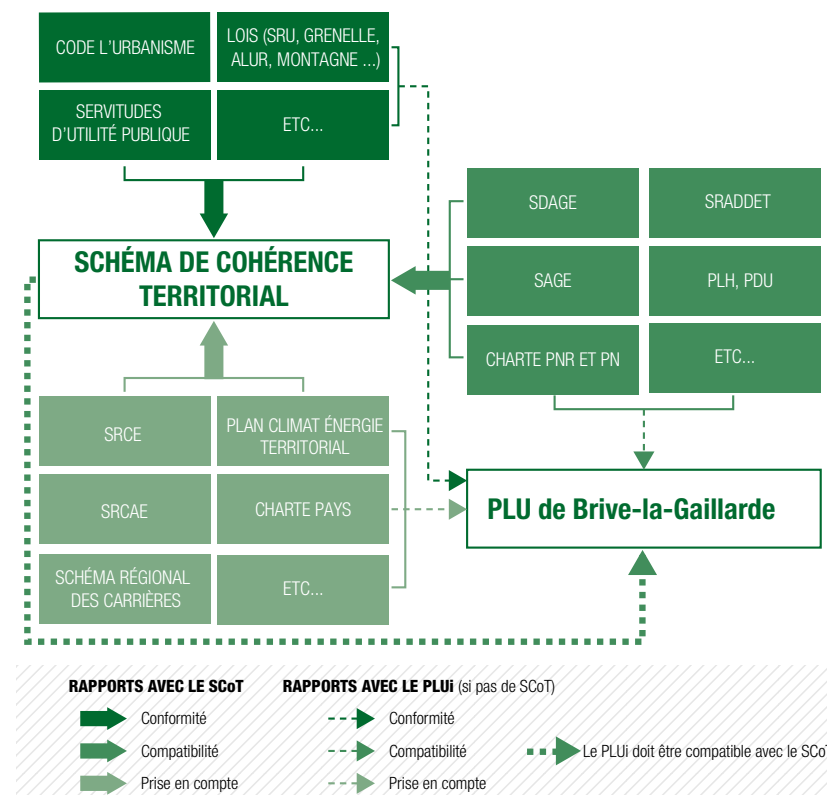 CODE L'URBANISME
LOIS (SRU, GRENELLE,
ALUR, MONTAGNE ...)
SERVITUDES
D'UTILITÉ PUBLIQUE
ETC...
SDAGE
SRADDET
SAGE
PLH, PDU
CHARTE PNR ET PN
ETC...
SCHÉMA DE COHÉRENCE
TERRITORIAL
SRCE
PLAN CLIMAT ÉNERGIE
TERRITORIAL
SRCAE
CHARTE PAYS
SCHÉMA RÉGIONAL
DES CARRIÈRES
ETC...
PLU de Brive-la-Gaillarde
RAPPORTS AVEC LE SCoT
Conformité
Compatibilité
Prise en compte
RAPPORTS AVEC LE PLUi (si pas de SCoT)
Conformité
Compatibilité
Prise en compte
Le PLUi doit être compatible avec le SCoT